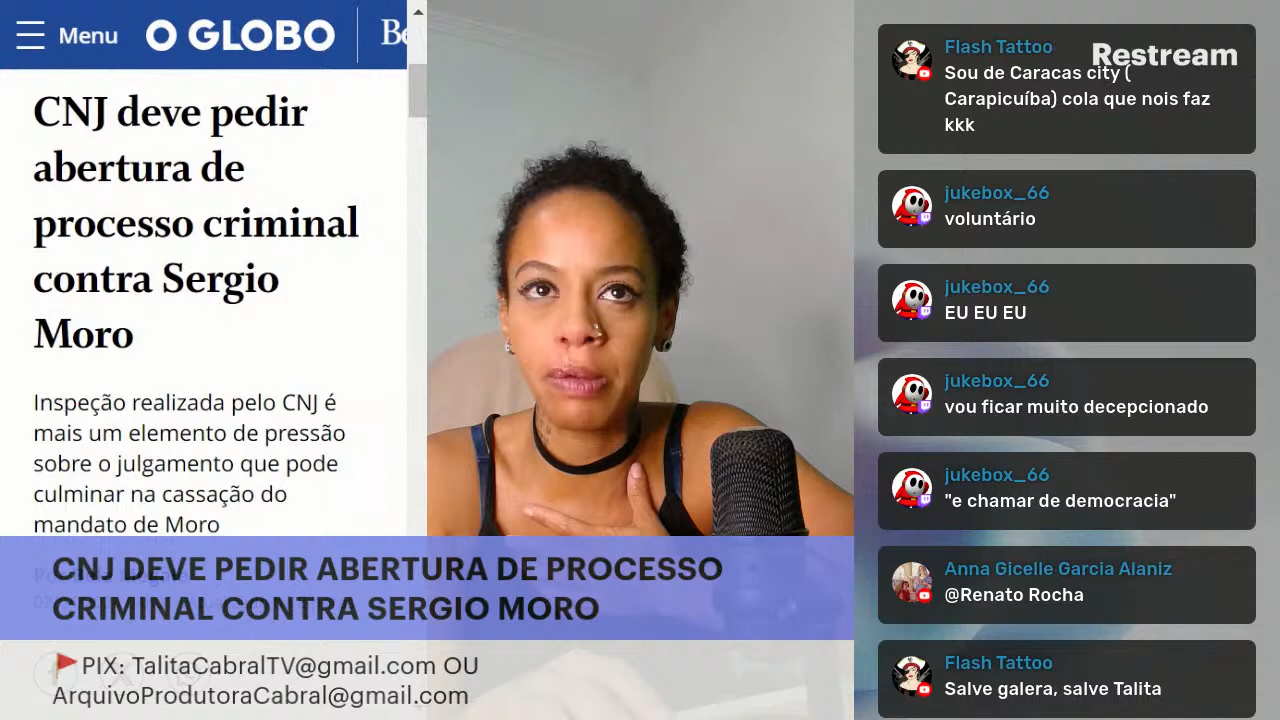 Menu
O GLOBO
Be
CNJ deve pedir
abertura de
processo criminal
contra Sergio
Moro
Inspeção realizada pelo CNJ é
mais um elemento de pressão
sobre o julgamento que pode
culminar na cassação do
mandato de Moro
CNJ DEVE PEDIR ABERTURA DE PROCESSO
CRIMINAL CONTRA SERGIO MORO
PIX: TalitaCabralTV@gmail.com OU
ArquivoProdutoraCabral@gmail.com
Restream
Flash Tattoo
Sou de Caracas city (
Carapicuíba) cola que nois faz
kkk
jukebox_66
voluntário
jukebox_66
EU EU EU
jukebox_66
vou ficar muito decepcionado
jukebox_66
"e chamar de democracia"
Anna Gicelle Garcia Alaniz
@Renato Rocha
Flash Tattoo
Salve galera, salve Talita